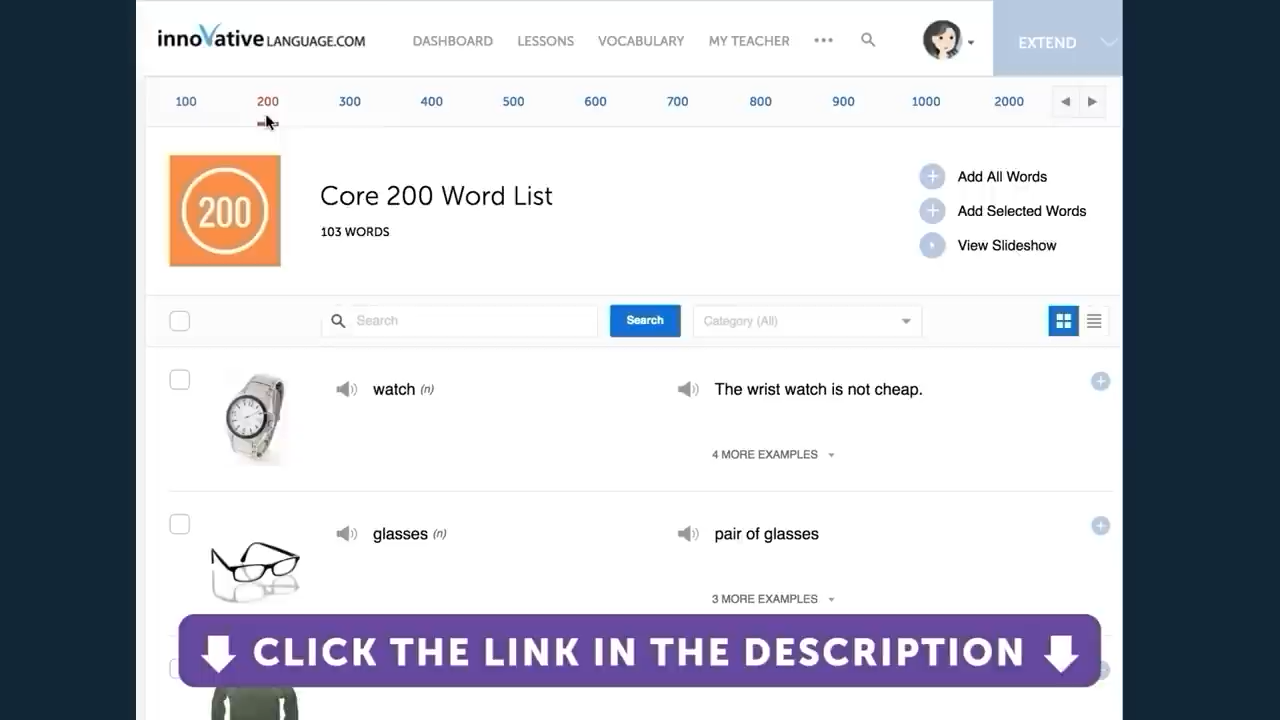 innoVative LANGUAGE.COM DASHBOARD LESSONS VOCABULARY MY TEACHER ••• EXTEND
100 200 300 400 500 600 700 800 900 1000 2000
200
Core 200 Word List
103 WORDS
Add All Words
Add Selected Words
View Slideshow
Search Search Category (All)
watch (n) The wrist watch is not cheap.
4 MORE EXAMPLES
glasses (n) pair of glasses
3 MORE EXAMPLES
CLICK THE LINK IN THE DESCRIPTION